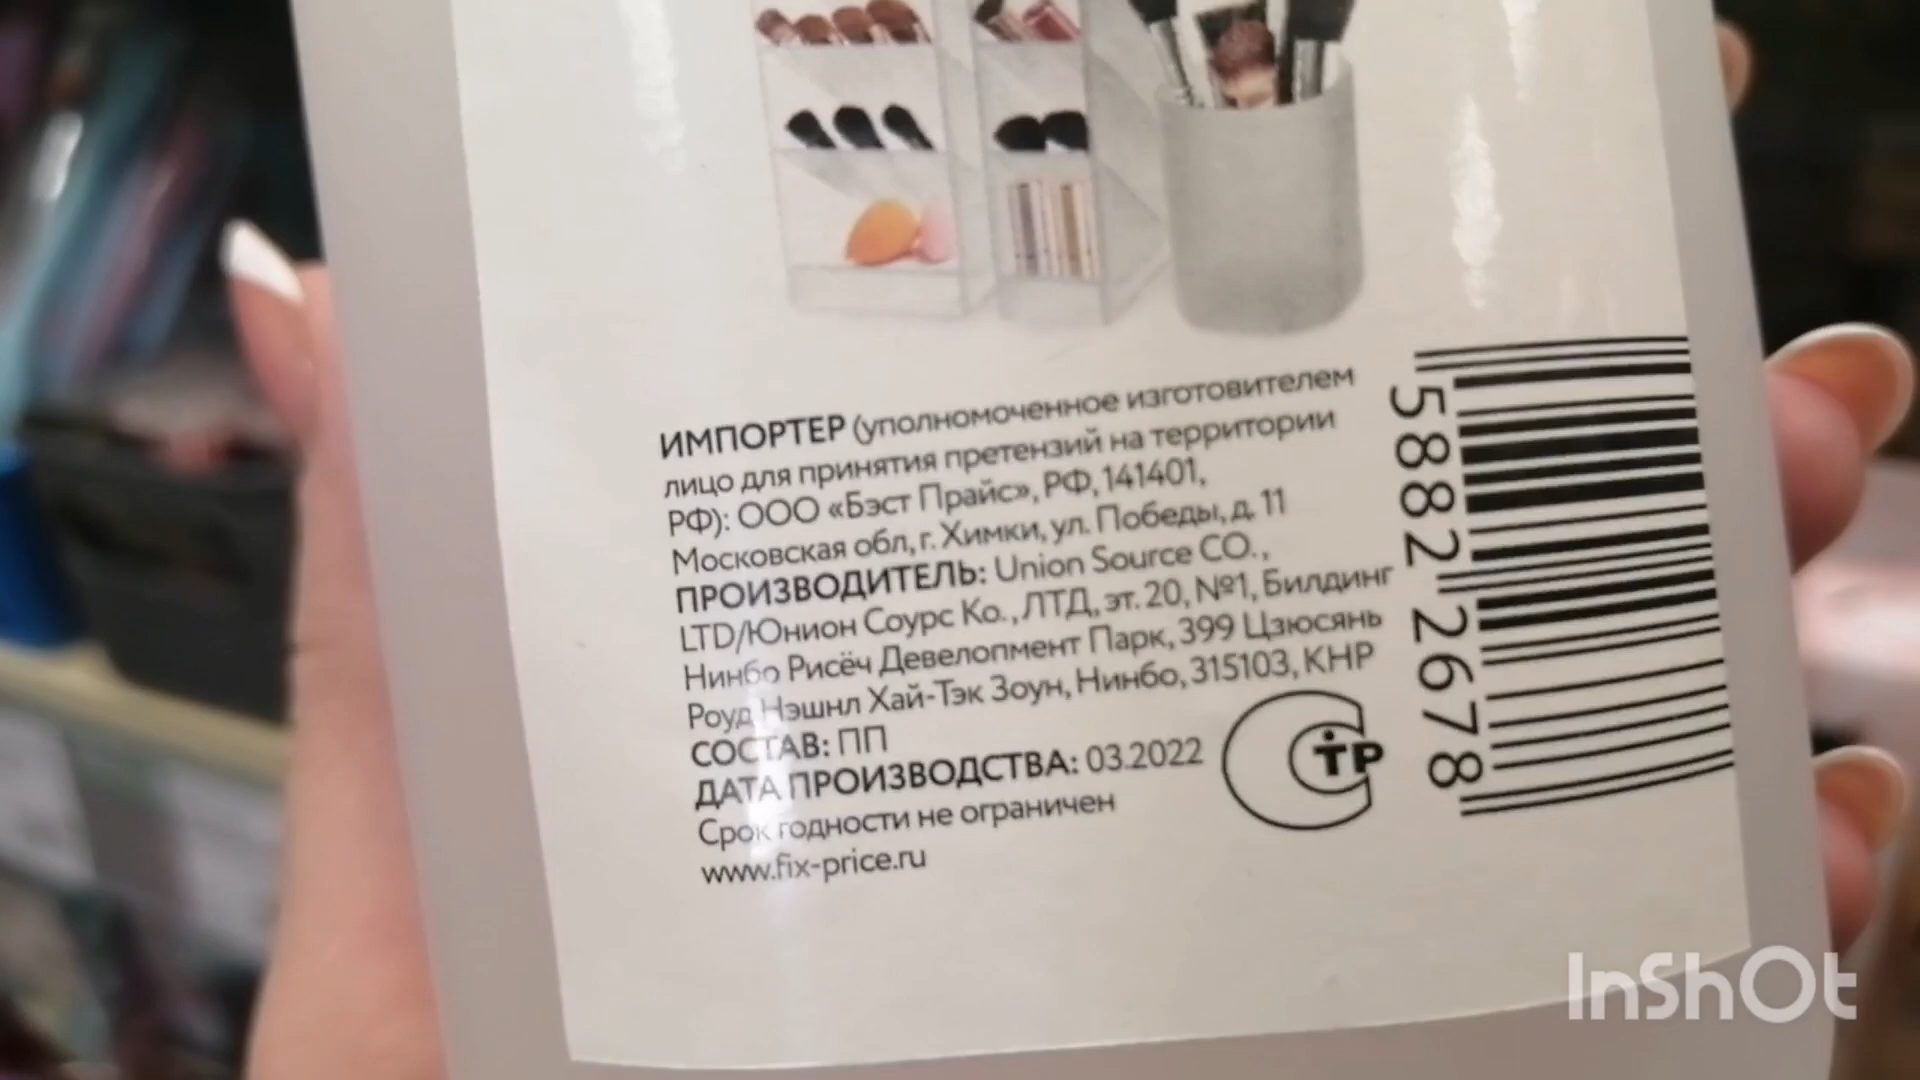 ИМПОРТЕР (уполномоченное изготовителем
лицо для принятия претензий на территории
РФ): ООО «Бэст Прайс», РФ, 141401,
Московская обл, г. Химки, ул. Победы, д. 11
ПРОИЗВОДИТЕЛЬ: Union Source CO.,
LTD/Юнион Соурс Ко., ЛТД, эт. 20, №1, Билдинг
Нинбо Рисёч Девелопмент Парк, 399 Цзюсянь
Роуд Нэшнл Хай-Тэк Зоун, Нинбо, 315103, КНР
СОСТАВ: ПП
ДАТА ПРОИЗВОДСТВА: 03.2022
Срок годности не ограничен
www.fix-price.ru
СТР
5882 2678
InShOt